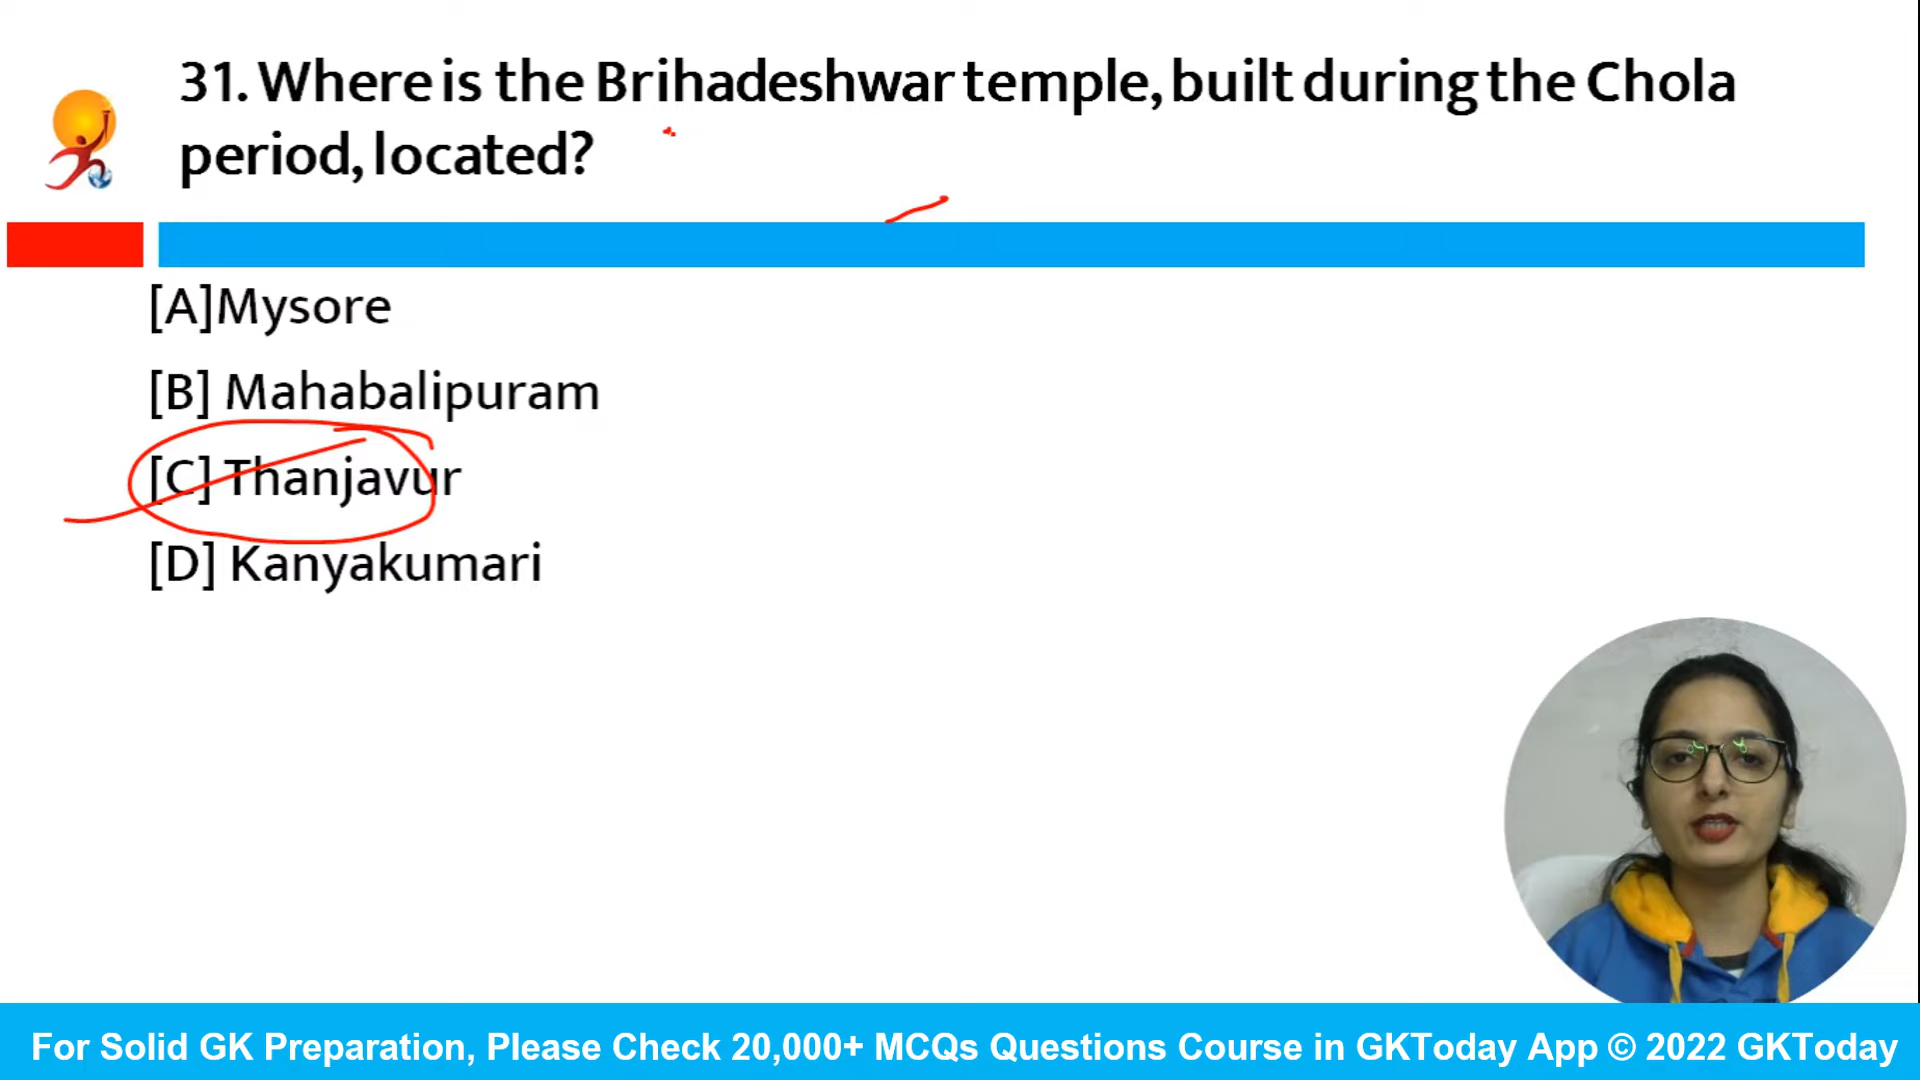 31. Where is the Brihadeshwar temple, built during the Chola
period, located?
[A]Mysore
[B] Mahabalipuram
[C] Thanjavur
[D] Kanyakumari
For Solid GK Preparation, Please Check 20,000+ MCQs Questions Course in GKToday App © 2022 GKToday